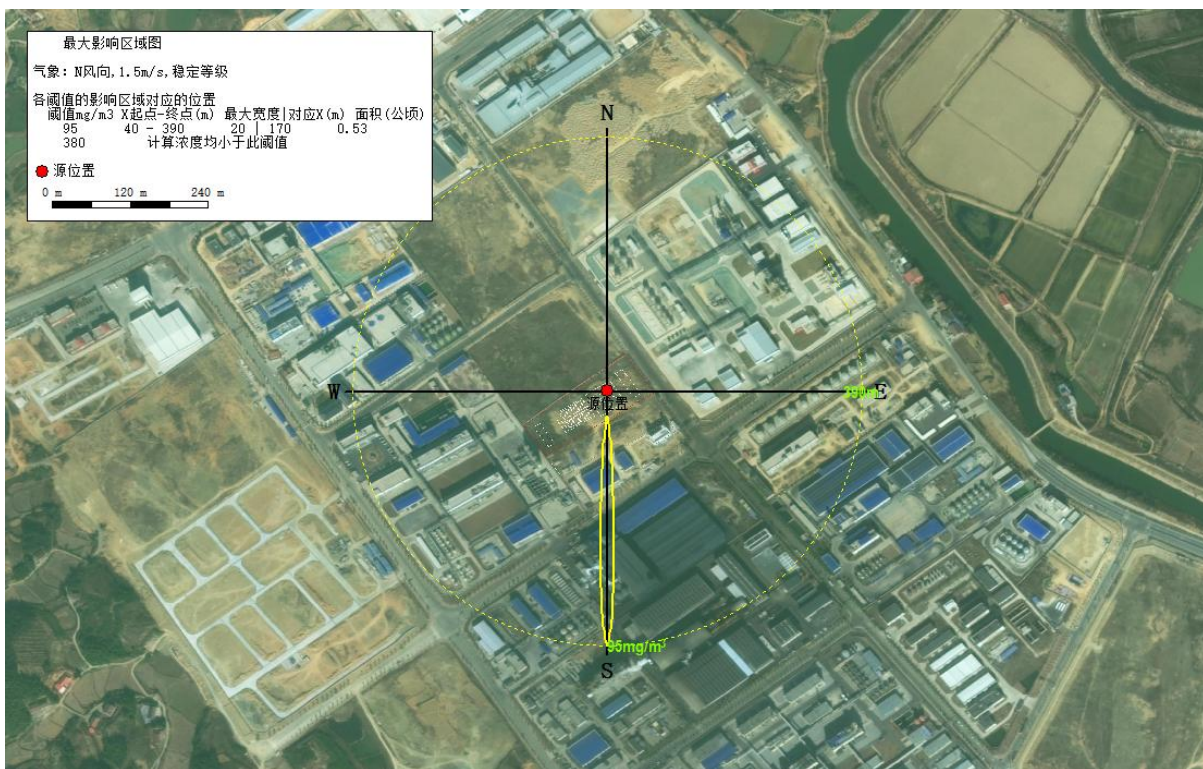 最大影响区域图
气象: N风向,1.5m/s,稳定等级
各阈值的影响区域对应的位置
阈值mg/m3 X起点-终点(m) 最大宽度|对应X(m) 面积(公顷)
95 40 - 390 20 | 170 0.53
380 计算浓度均小于此阈值
源位置
0 m 120 m 240 m
N
W
390m
E
源位置
95mg/m³
S